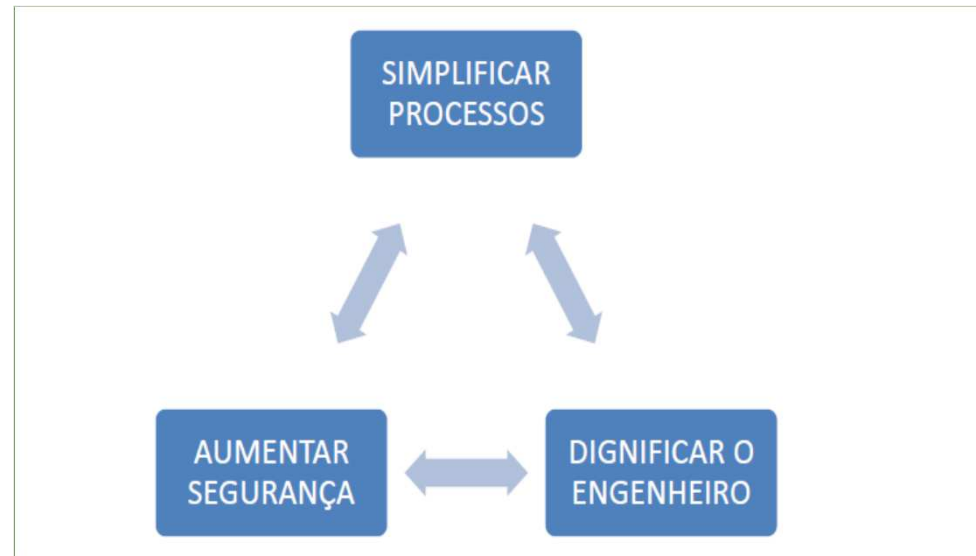 SIMPLIFICAR
PROCESSOS
AUMENTAR
SEGURANÇA
DIGNIFICAR O
ENGENHEIRO